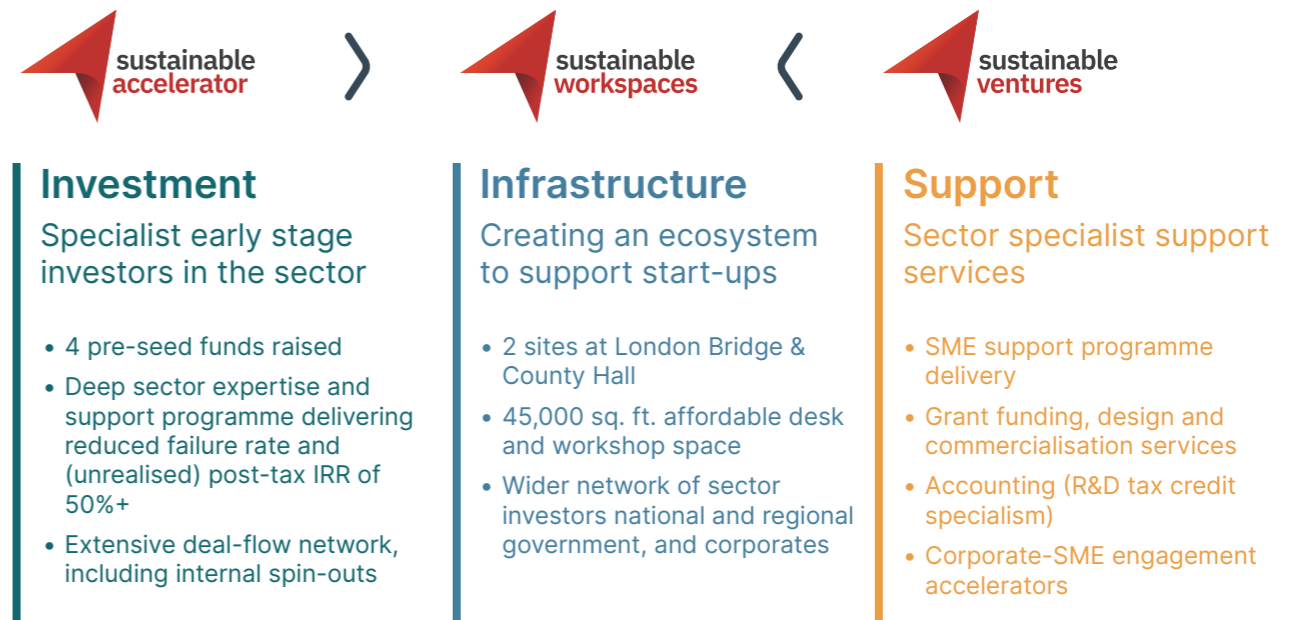 sustainable
accelerator
sustainable
workspaces
sustainable
ventures
Investment
Specialist early stage
investors in the sector
• 4 pre-seed funds raised
• Deep sector expertise and
support programme delivering
reduced failure rate and
(unrealised) post-tax IRR of
50%+
• Extensive deal-flow network,
including internal spin-outs
Infrastructure
Creating an ecosystem
to support start-ups
• 2 sites at London Bridge &
County Hall
• 45,000 sq. ft. affordable desk
and workshop space
• Wider network of sector
investors national and regional
government, and corporates
Support
Sector specialist support
services
• SME support programme
delivery
• Grant funding, design and
commercialisation services
• Accounting (R&D tax credit
specialism)
• Corporate-SME engagement
accelerators